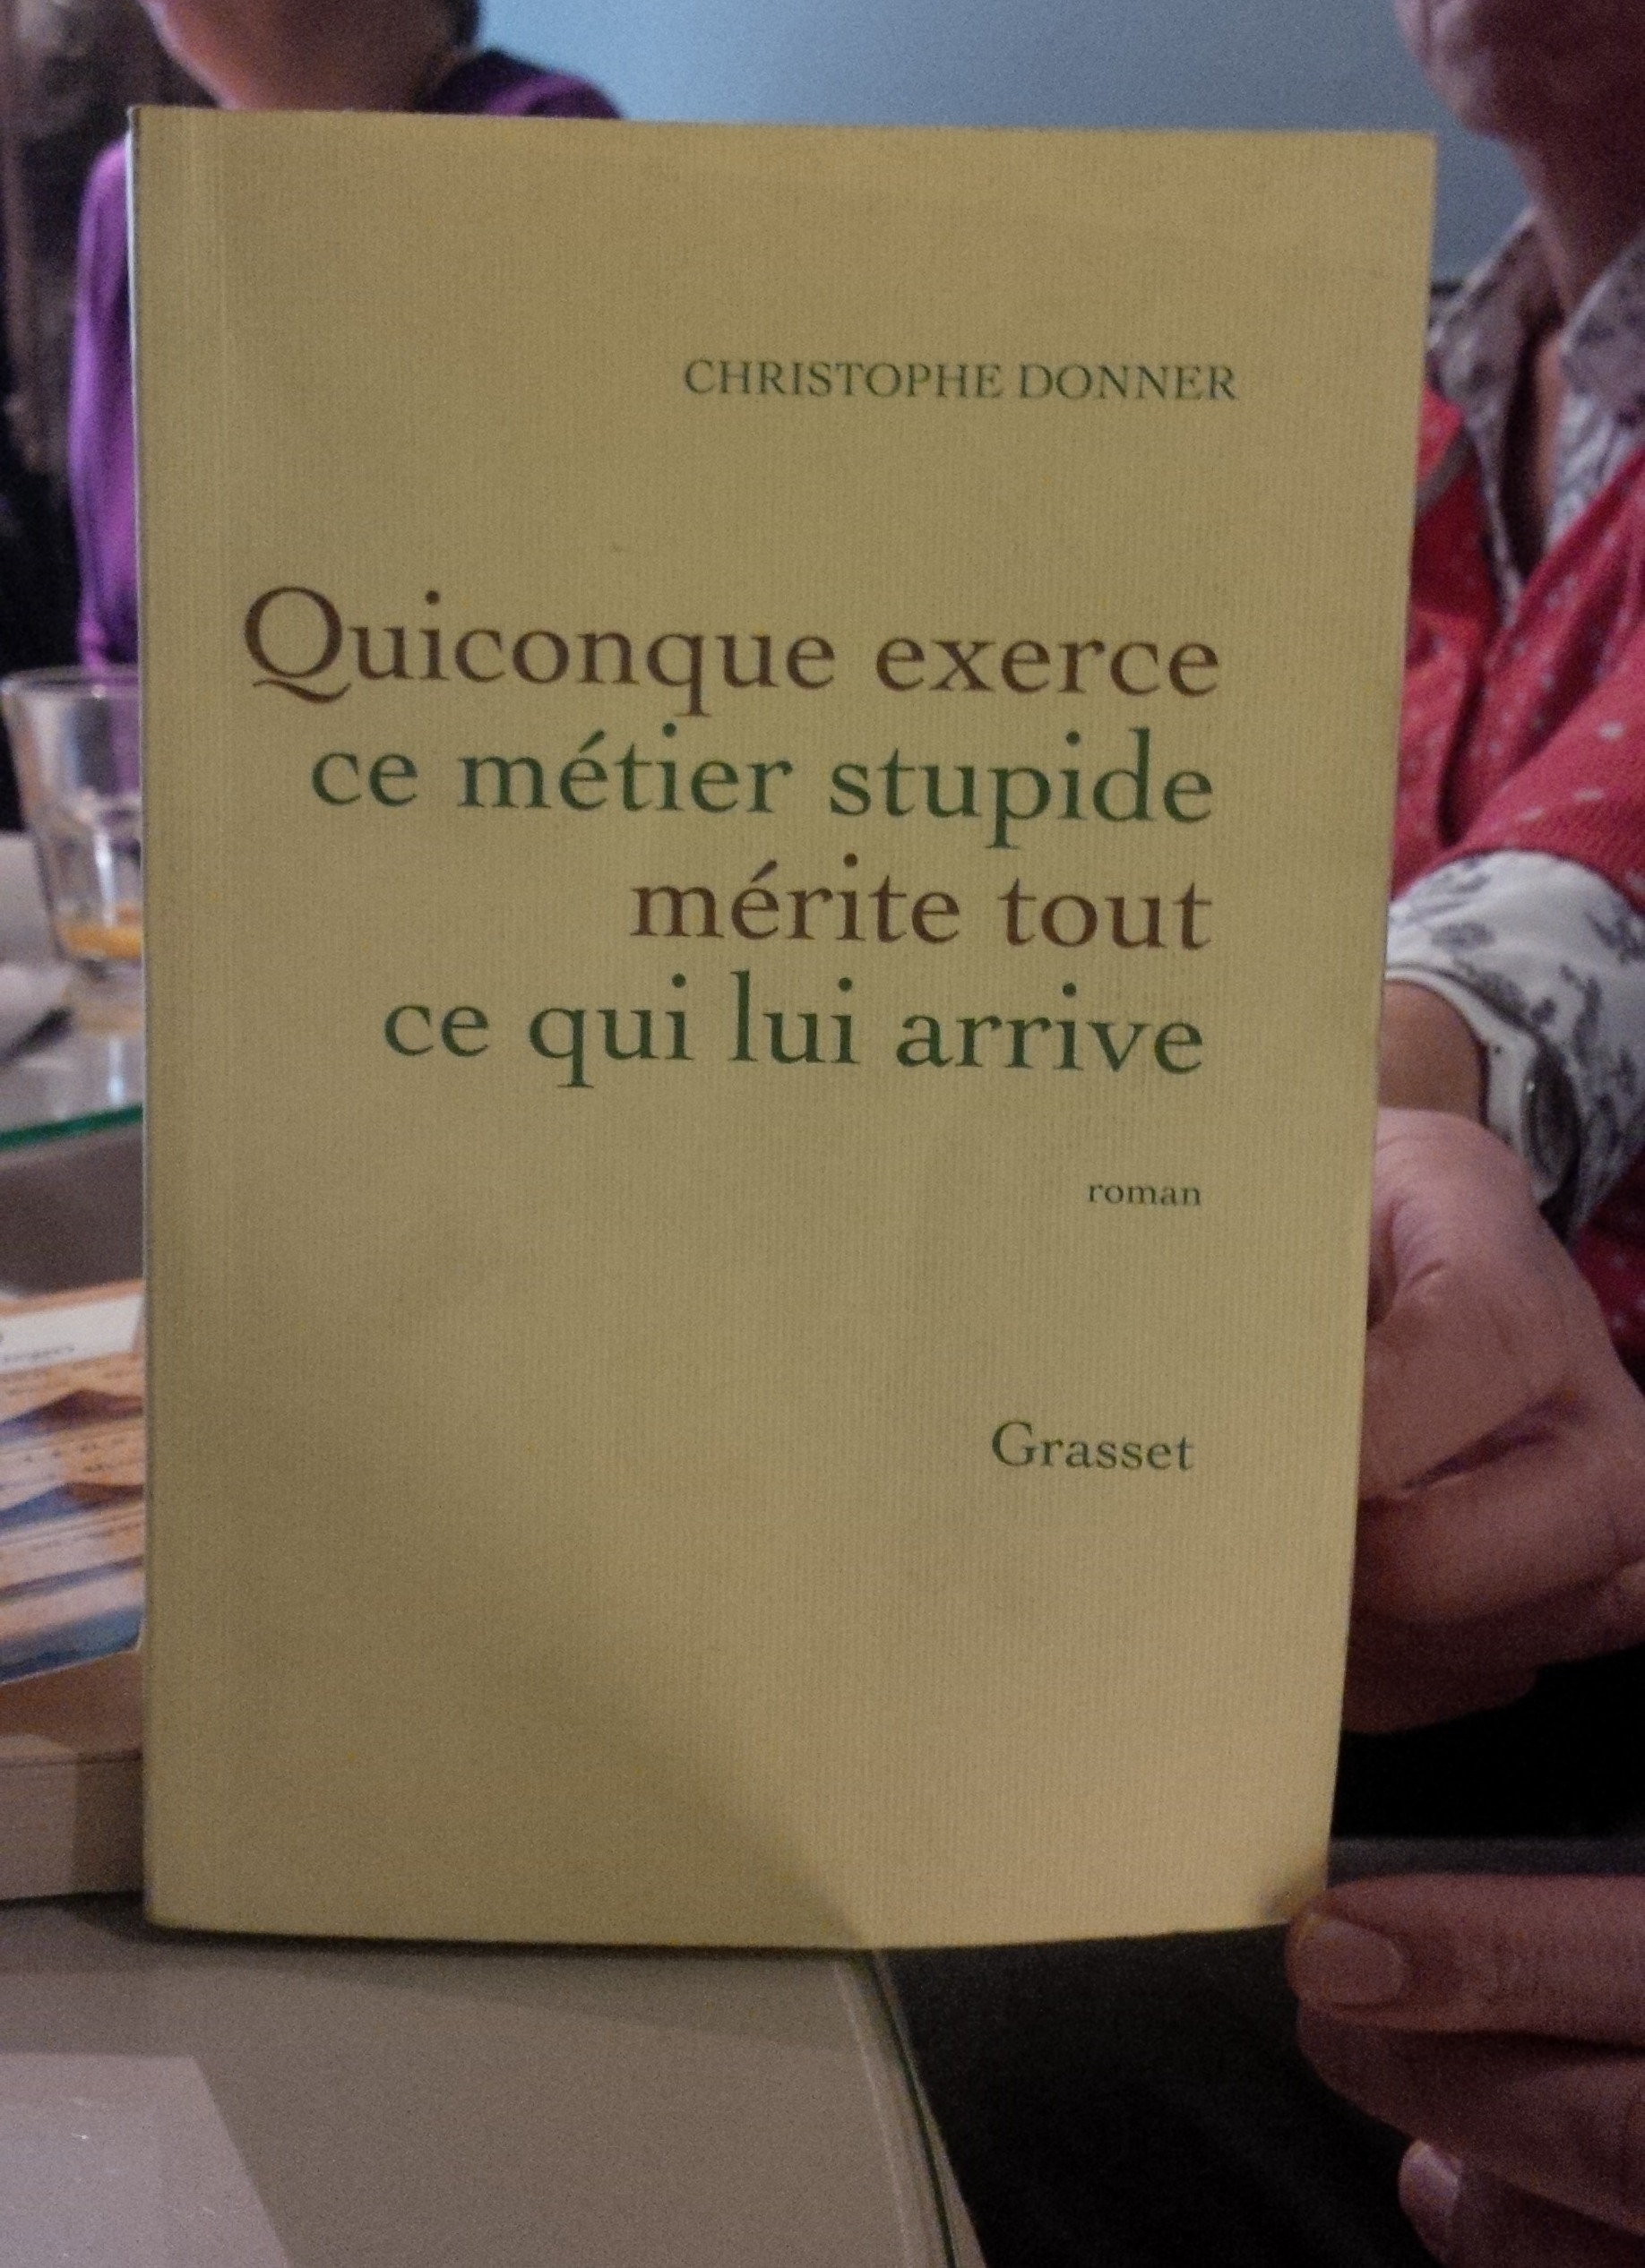 CHRISTOPHE DONNER
Quiconque exerce
ce métier stupide
mérite tout
ce qui lui arrive
roman
Grasset